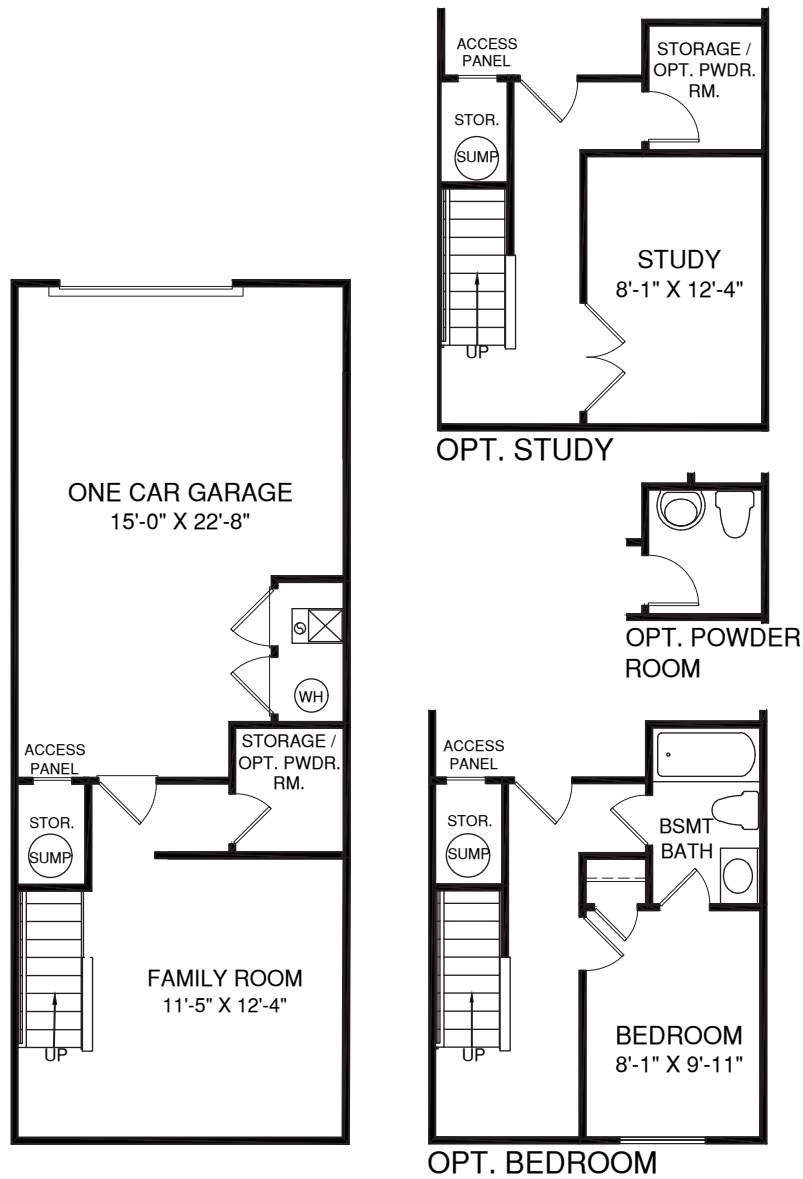 ONE CAR GARAGE
15'-0" X 22'-8"
WH
ACCESS
PANEL
STORAGE /
OPT. PWDR.
RM.
STOR.
SUMP
FAMILY ROOM
11'-5" X 12'-4"
UP
ACCESS
PANEL
STORAGE /
OPT. PWDR.
RM.
STOR.
SUMP
STUDY
8'-1" X 12'-4"
UP
OPT. STUDY
OPT. POWDER
ROOM
ACCESS
PANEL
STOR.
SUMP
BSMT
BATH
BEDROOM
8'-1" X 9'-11"
UP
OPT. BEDROOM